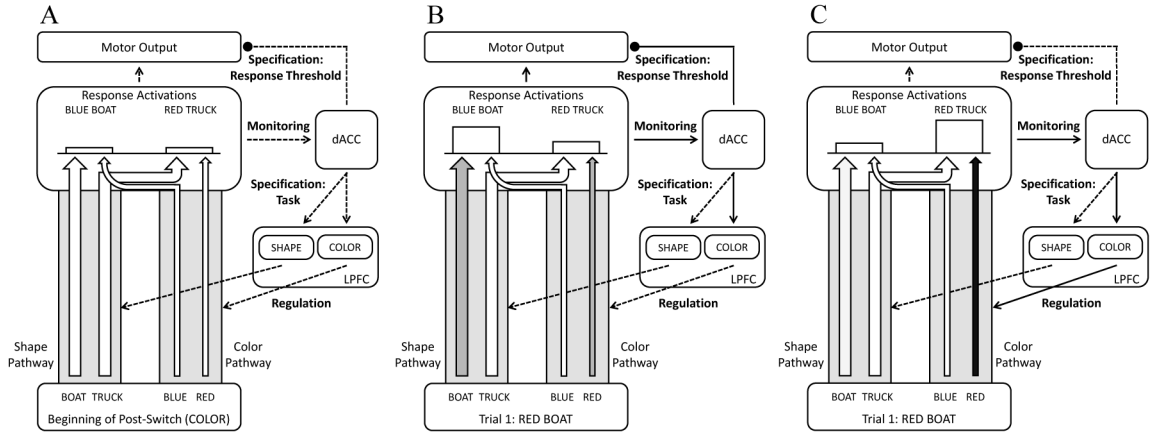 A
Motor Output
Specification:
Response Threshold
Response Activations
BLUE BOAT
RED TRUCK
Monitoring
dACC
Specification:
Task
SHAPE
COLOR
LPFC
Regulation
Shape
Pathway
Color
Pathway
BOAT
TRUCK
BLUE
RED
Beginning of Post-Switch (COLOR)
B
Motor Output
Specification:
Response Threshold
Response Activations
BLUE BOAT
RED TRUCK
Monitoring
dACC
Specification:
Task
SHAPE
COLOR
LPFC
Regulation
Shape
Pathway
Color
Pathway
BOAT
TRUCK
BLUE
RED
Trial 1: RED BOAT
C
Motor Output
Specification:
Response Threshold
Response Activations
BLUE BOAT
RED TRUCK
Monitoring
dACC
Specification:
Task
SHAPE
COLOR
LPFC
Regulation
Shape
Pathway
Color
Pathway
BOAT
TRUCK
BLUE
RED
Trial 1: RED BOAT